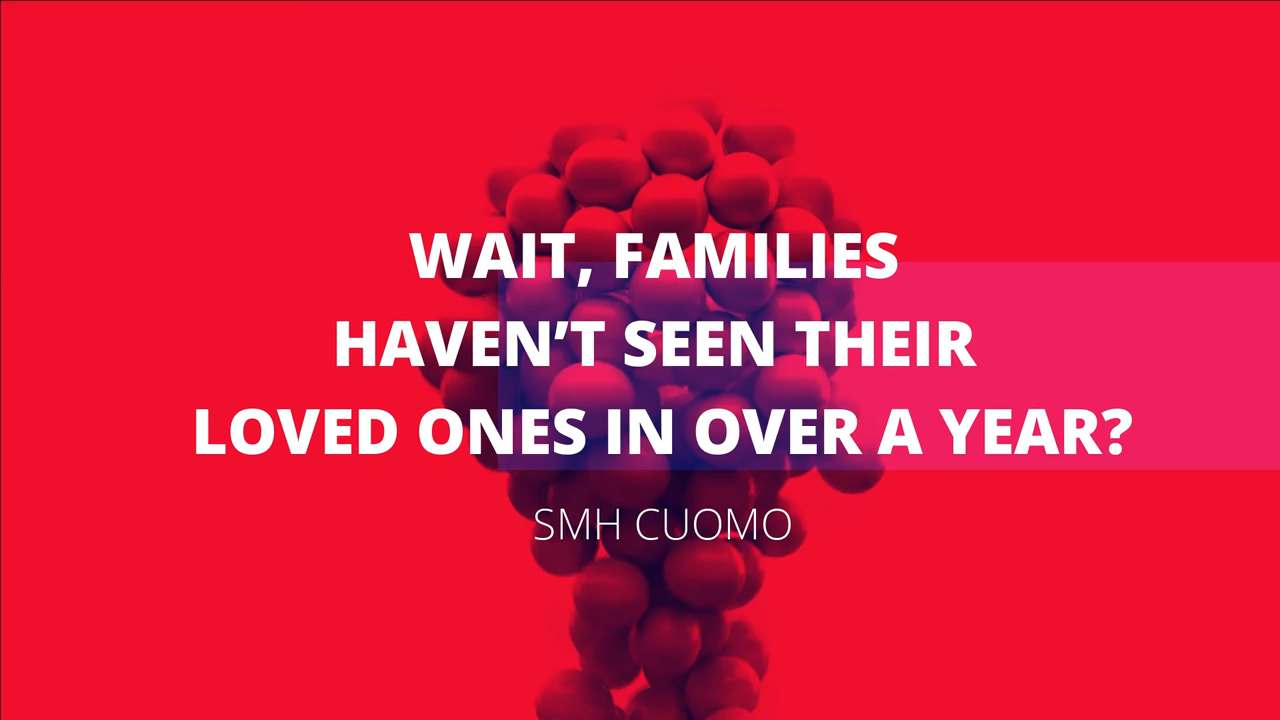 WAIT, FAMILIES
HAVEN’T SEEN THEIR
LOVED ONES IN OVER A YEAR?
SMH CUOMO